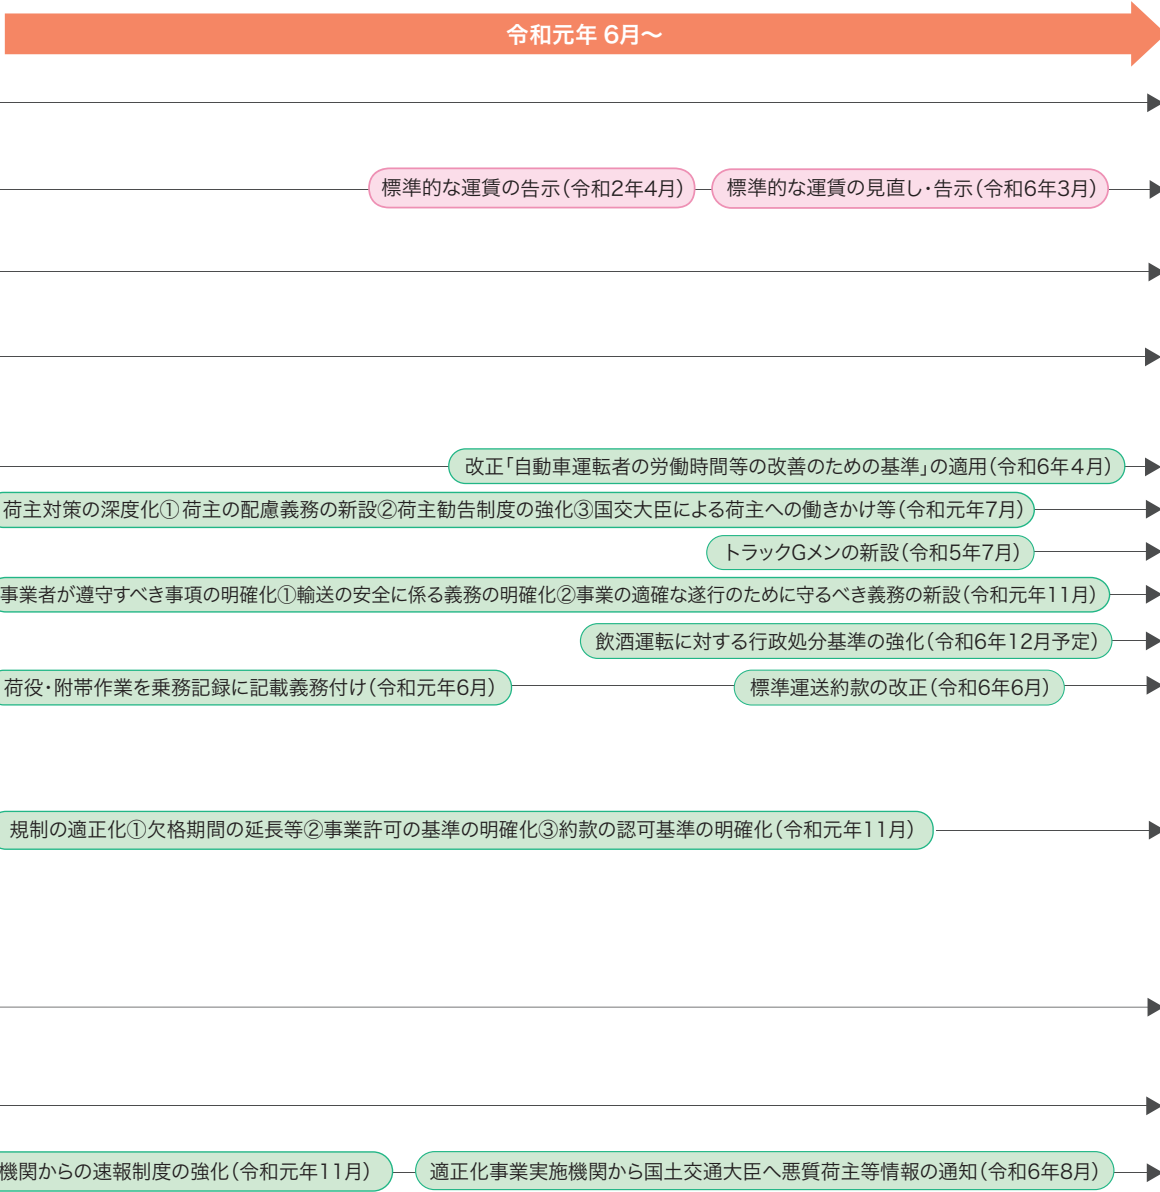 令和元年 6月～
標準的な運賃の告示(令和2年4月)
標準的な運賃の見直し・告示(令和6年3月)
改正「自動車運転者の労働時間等の改善のための基準」の適用(令和6年4月)
荷主対策の深度化①荷主の配慮義務の新設②荷主勧告制度の強化③国交大臣による荷主への働きかけ等(令和元年7月)
トラックGメンの新設(令和5年7月)
事業者が遵守すべき事項の明確化①輸送の安全に係る義務の明確化②事業の適確な遂行のために守るべき義務の新設(令和元年11月)
飲酒運転に対する行政処分基準の強化(令和6年12月予定)
荷役・附帯作業を乗務記録に記載義務付け(令和元年6月)
標準運送約款の改正(令和6年6月)
規制の適正化①欠格期間の延長等②事業許可の基準の明確化③約款の認可基準の明確化(令和元年11月)
機関からの速報制度の強化(令和元年11月)
適正化事業実施機関から国土交通大臣へ悪質荷主等情報の通知(令和6年8月)